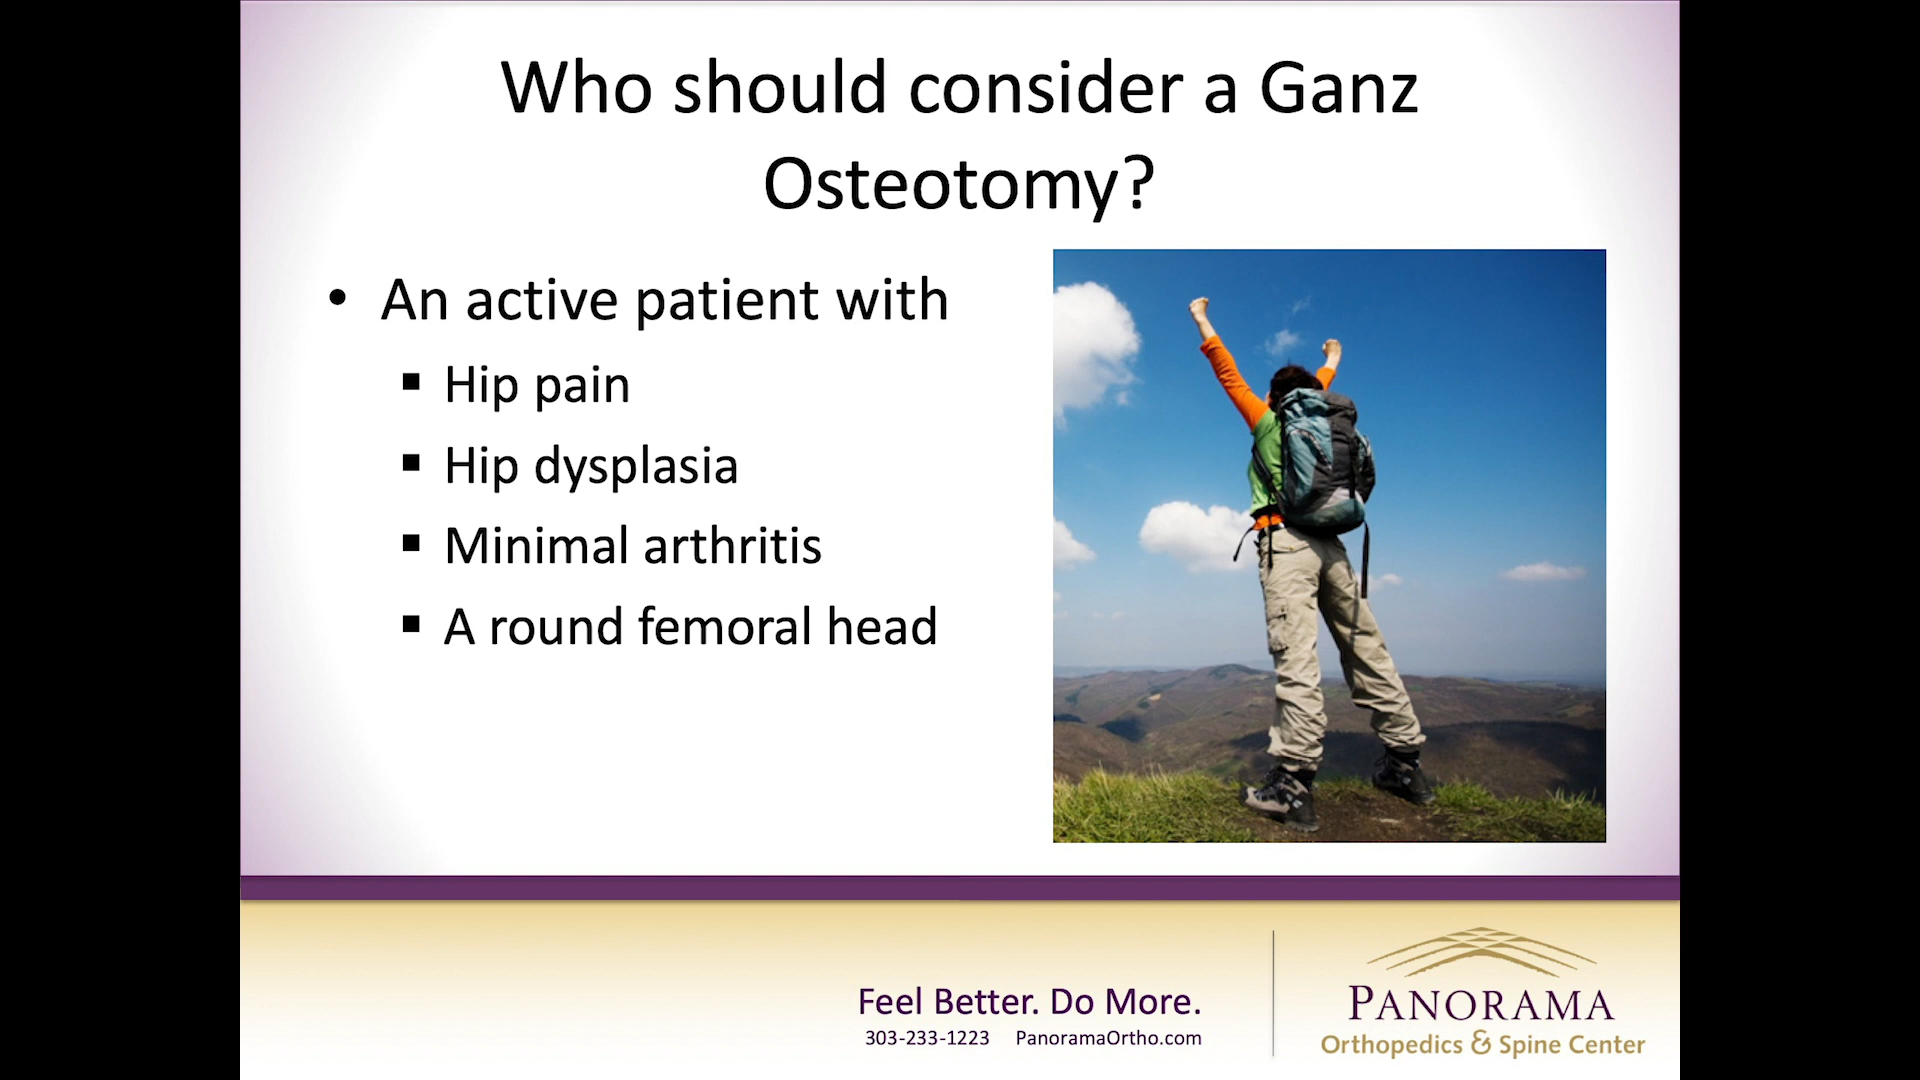 Who should consider a Ganz
Osteotomy?
• An active patient with
▪ Hip pain
▪ Hip dysplasia
▪ Minimal arthritis
▪ A round femoral head
Feel Better. Do More.
303-233-1223 PanoramaOrtho.com
PANORAMA
Orthopedics & Spine Center